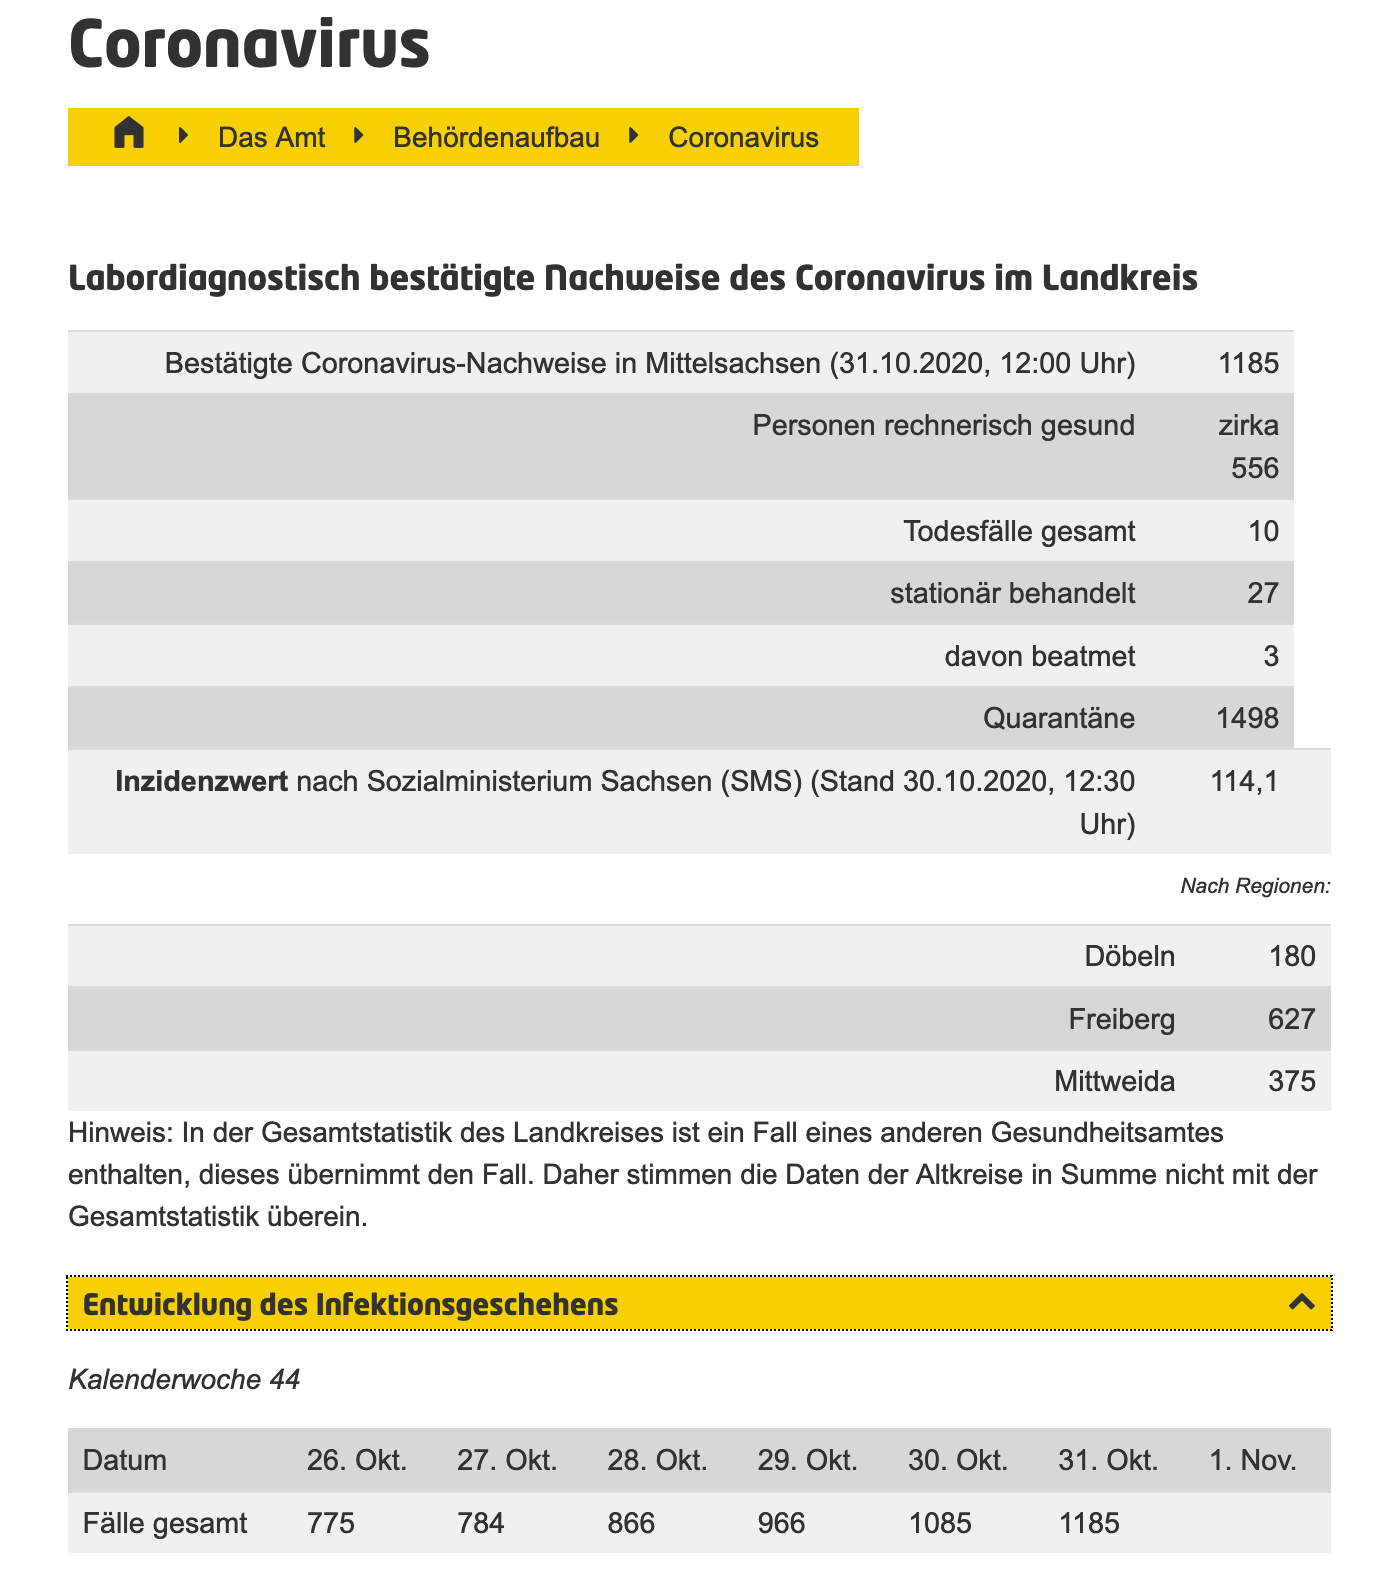 Coronavirus
Das Amt Behördenaufbau Coronavirus
Labordiagnostisch bestätigte Nachweise des Coronavirus im Landkreis
Bestätigte Coronavirus-Nachweise in Mittelsachsen (31.10.2020, 12:00 Uhr) 1185
Personen rechnerisch gesund zirka
556
Todesfälle gesamt 10
stationär behandelt 27
davon beatmet 3
Quarantäne 1498
Inzidenzwert nach Sozialministerium Sachsen (SMS) (Stand 30.10.2020, 12:30 114,1
Uhr)
Nach Regionen:
Döbeln 180
Freiberg 627
Mittweida 375
Hinweis: In der Gesamtstatistik des Landkreises ist ein Fall eines anderen Gesundheitsamtes
enthalten, dieses übernimmt den Fall. Daher stimmen die Daten der Altkreise in Summe nicht mit der
Gesamtstatistik überein.
Entwicklung des Infektionsgeschehens
Kalenderwoche 44
Datum 26. Okt. 27. Okt. 28. Okt. 29. Okt. 30. Okt. 31. Okt. 1. Nov.
Fälle gesamt 775 784 866 966 1085 1185